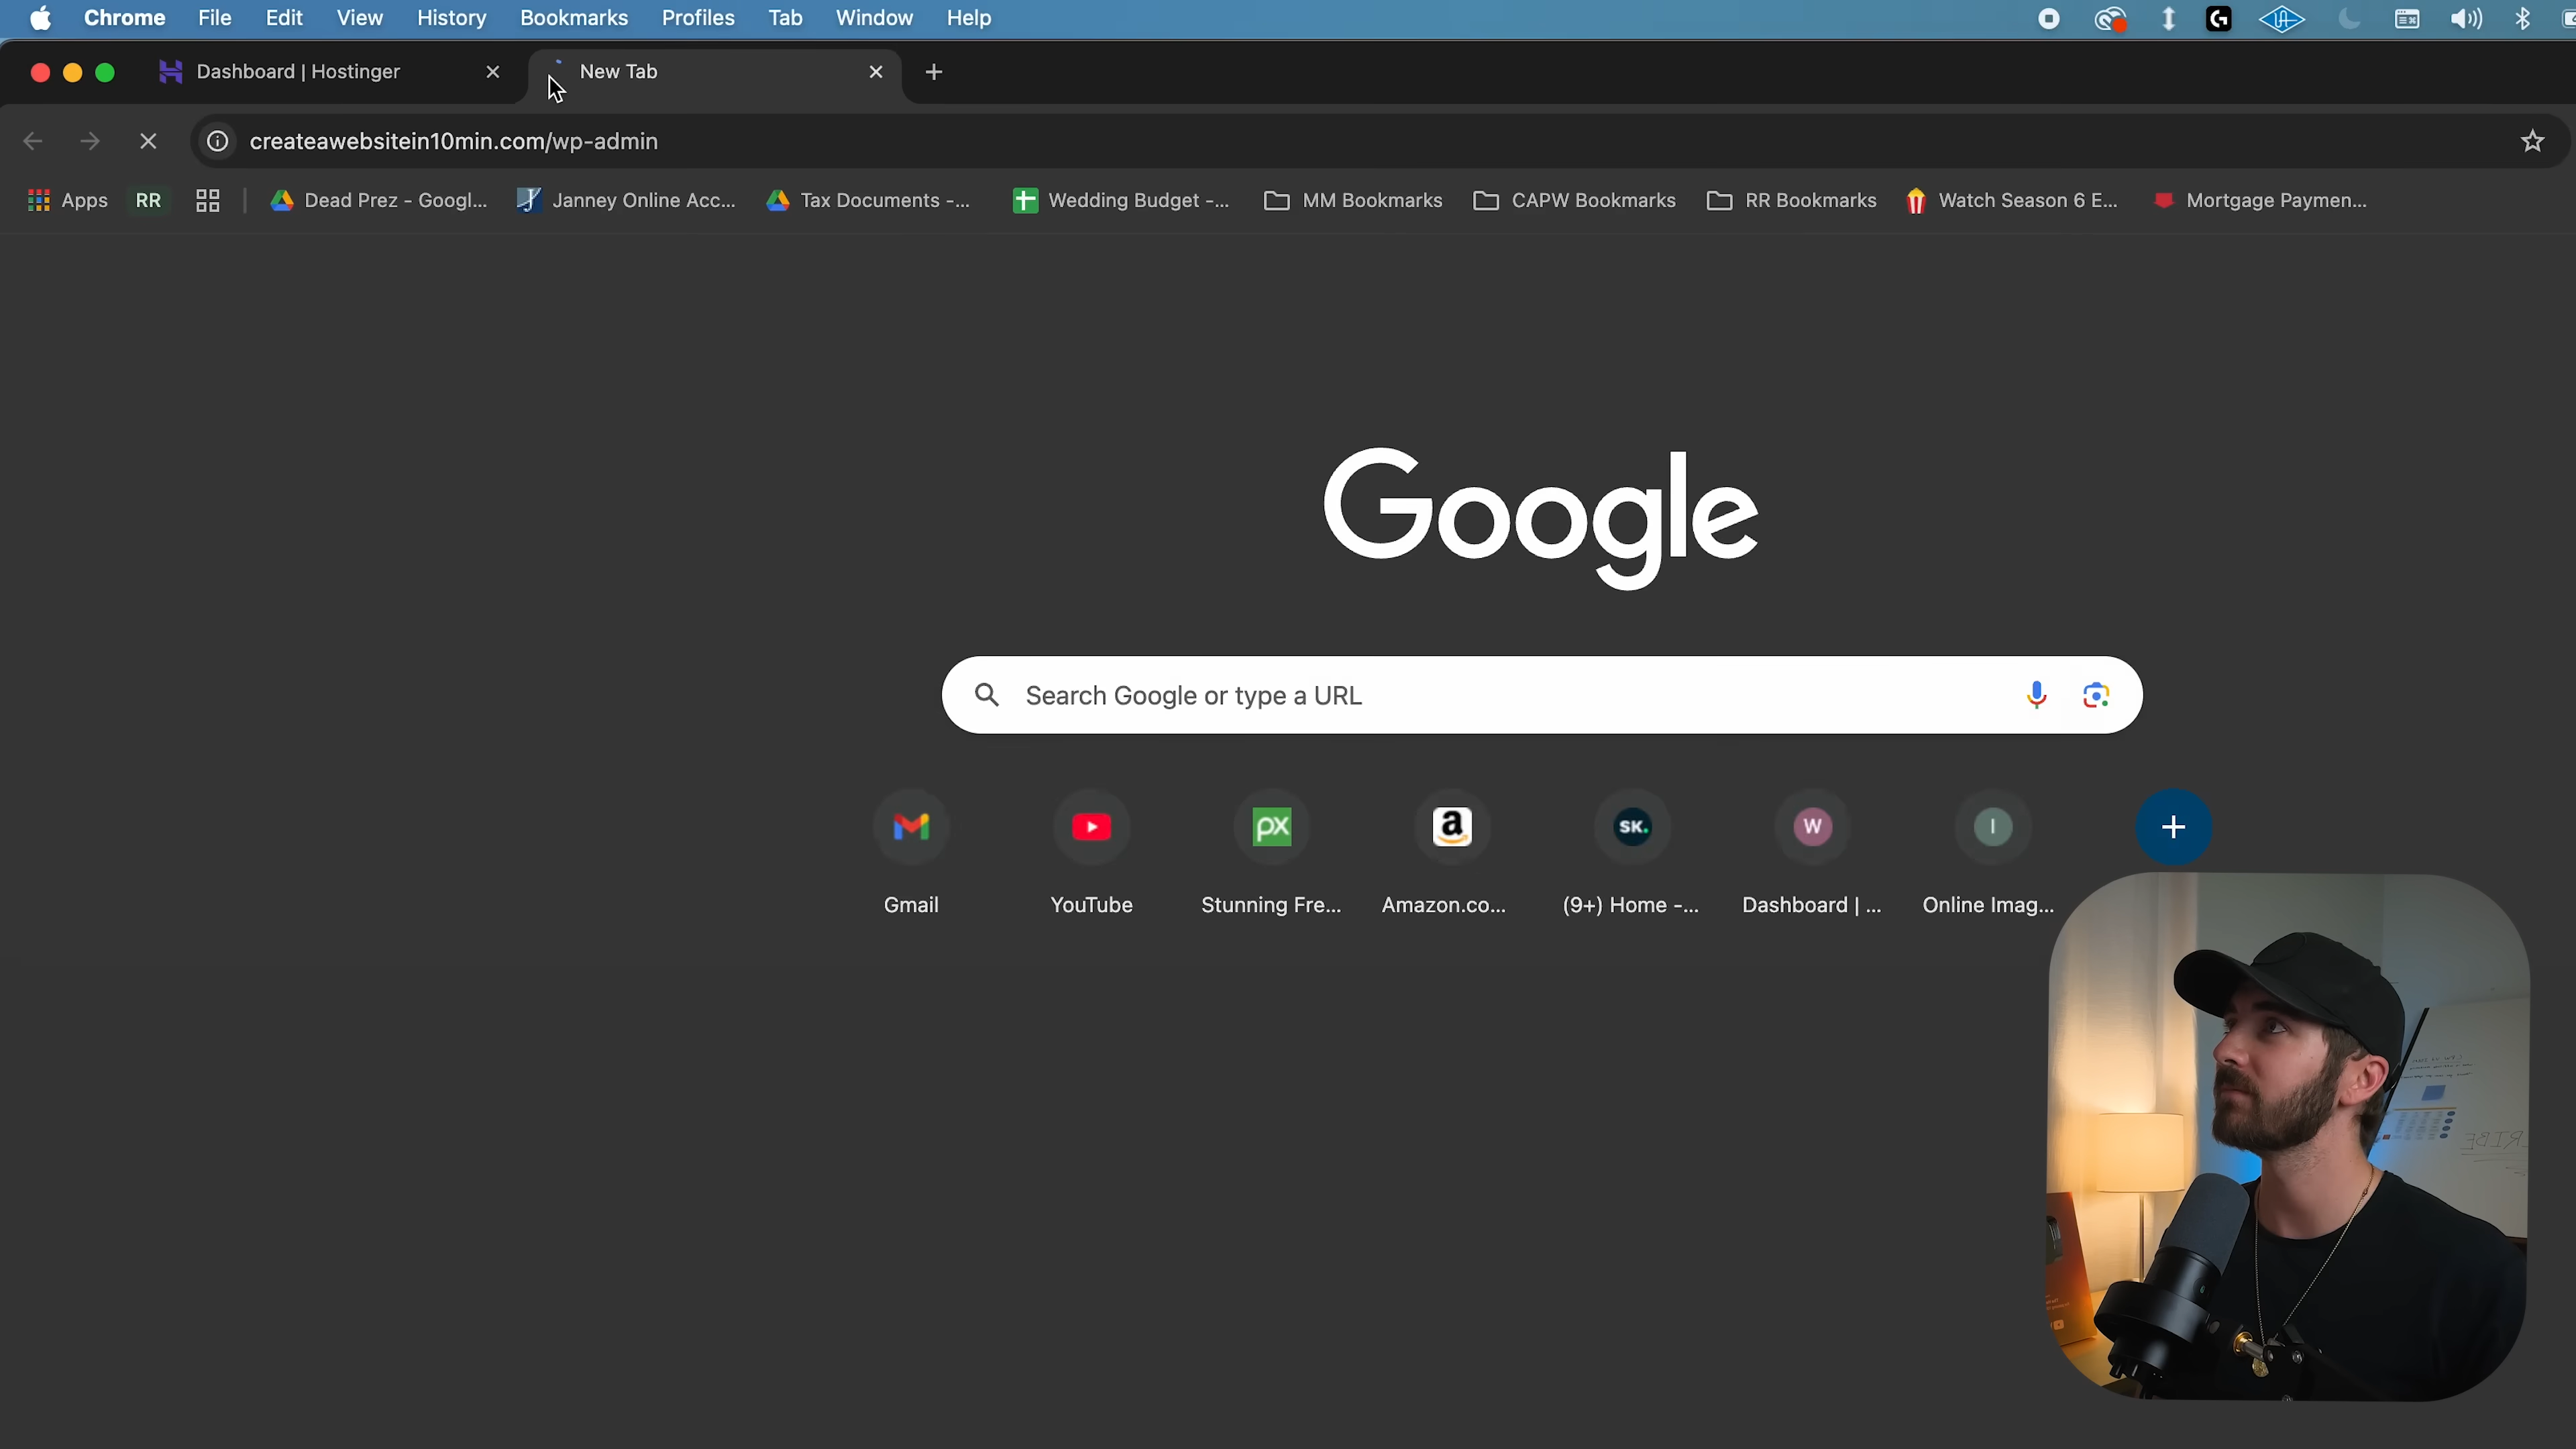 Chrome File Edit View History Bookmarks Profiles Tab Window Help
Dashboard | Hostinger New Tab
createawebsitein10min.com/wp-admin
Apps RR Dead Prez - Googl... Janney Online Acc... Tax Documents -... Wedding Budget -... MM Bookmarks CAPW Bookmarks RR Bookmarks Watch Season 6 E... Mortgage Paymen...
Google
Search Google or type a URL
px a SK. W I
Gmail YouTube Stunning Fre... Amazon.co... (9+) Home -... Dashboard | ... Online Imag...